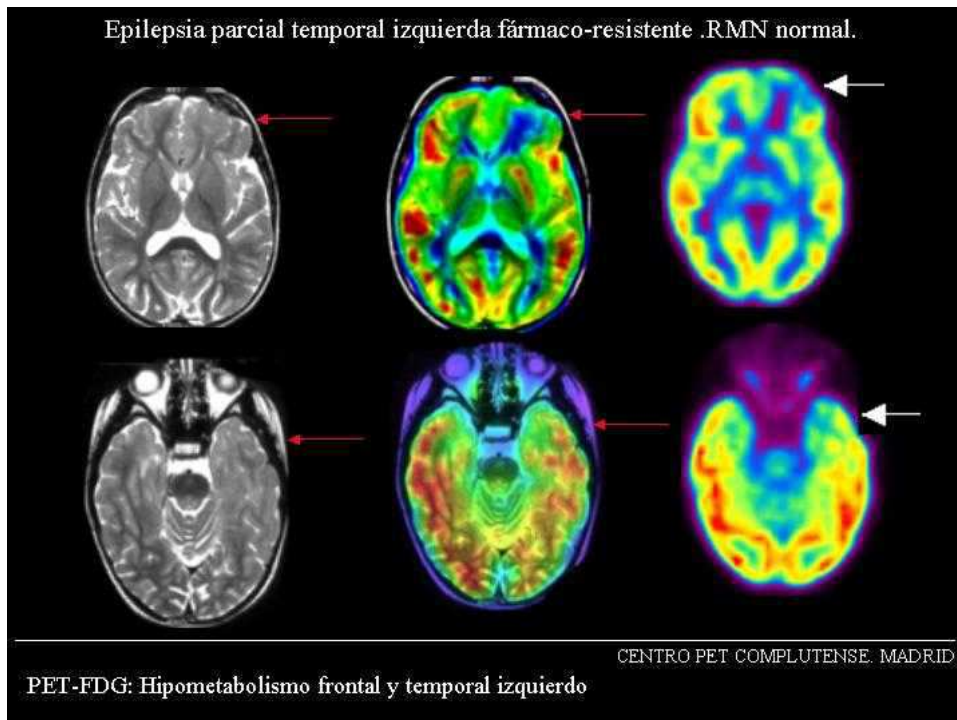 Epilepsia parcial temporal izquierda fármaco-resistente .RMN normal.
CENTRO PET COMPLUTENSE. MADRID
PET-FDG: Hipometabolismo frontal y temporal izquierdo